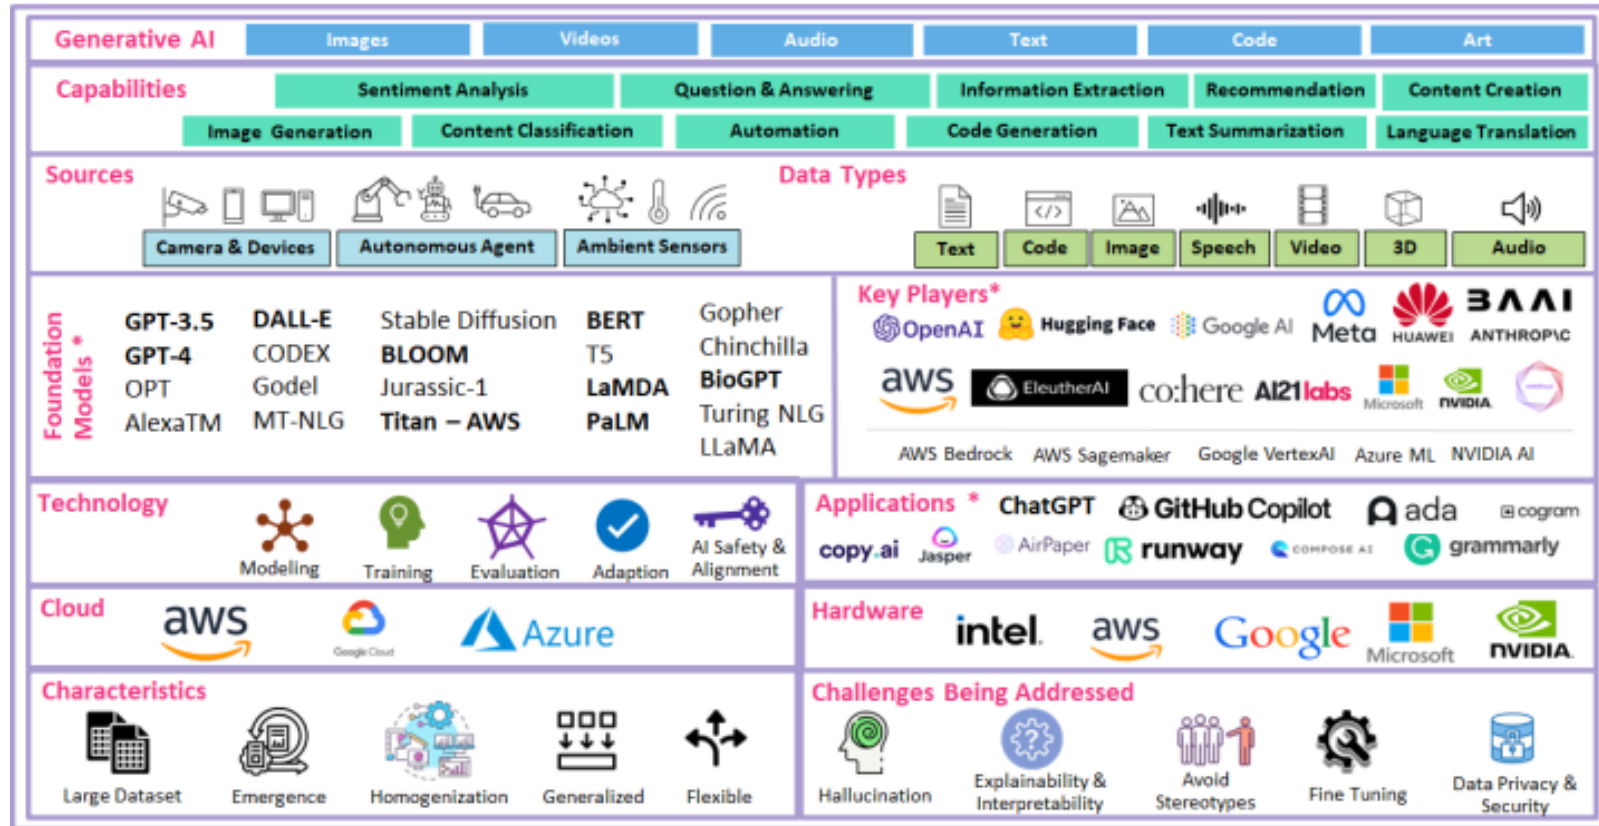 Generative AI Images Videos Audio Text Code Art
Capabilities Sentiment Analysis Question & Answering Information Extraction Recommendation Content Creation
Image Generation Content Classification Automation Code Generation Text Summarization Language Translation
Sources
Camera & Devices Autonomous Agent Ambient Sensors
Data Types
</>
Text Code Image Speech Video 3D Audio
Foundation
Models *
GPT-3.5 DALL-E Stable Diffusion BERT Gopher
GPT-4 CODEX BLOOM T5 Chinchilla
OPT Godel Jurassic-1 LaMDA BioGPT
AlexaTM MT-NLG Titan – AWS PaLM Turing NLG
LLaMA
Key Players*
OpenAI Hugging Face Google AI Meta HUAWEI BAAI
ANTHROP\C
aws EleutherAI co:here AI21labs Microsoft NVIDIA.
AWS Bedrock AWS Sagemaker Google VertexAI Azure ML NVIDIA AI
Technology
Modeling Training Evaluation Adaption AI Safety &
Alignment
Applications * ChatGPT GitHub Copilot ada cogram
copy.ai Jasper AirPaper runway COMPOSE AI grammarly
Cloud
aws Google Cloud Azure
Hardware
intel. aws Google Microsoft NVIDIA.
Characteristics
Large Dataset Emergence Homogenization Generalized Flexible
Challenges Being Addressed
Hallucination Explainability &
Interpretability Avoid
Stereotypes Fine Tuning Data Privacy &
Security